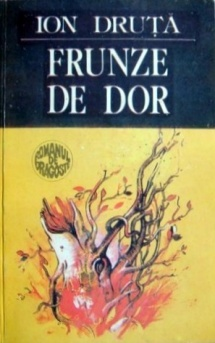 ION DRUȚĂ
FRUNZE
DE DOR
ROMANUL
DE
DRAGOSTE